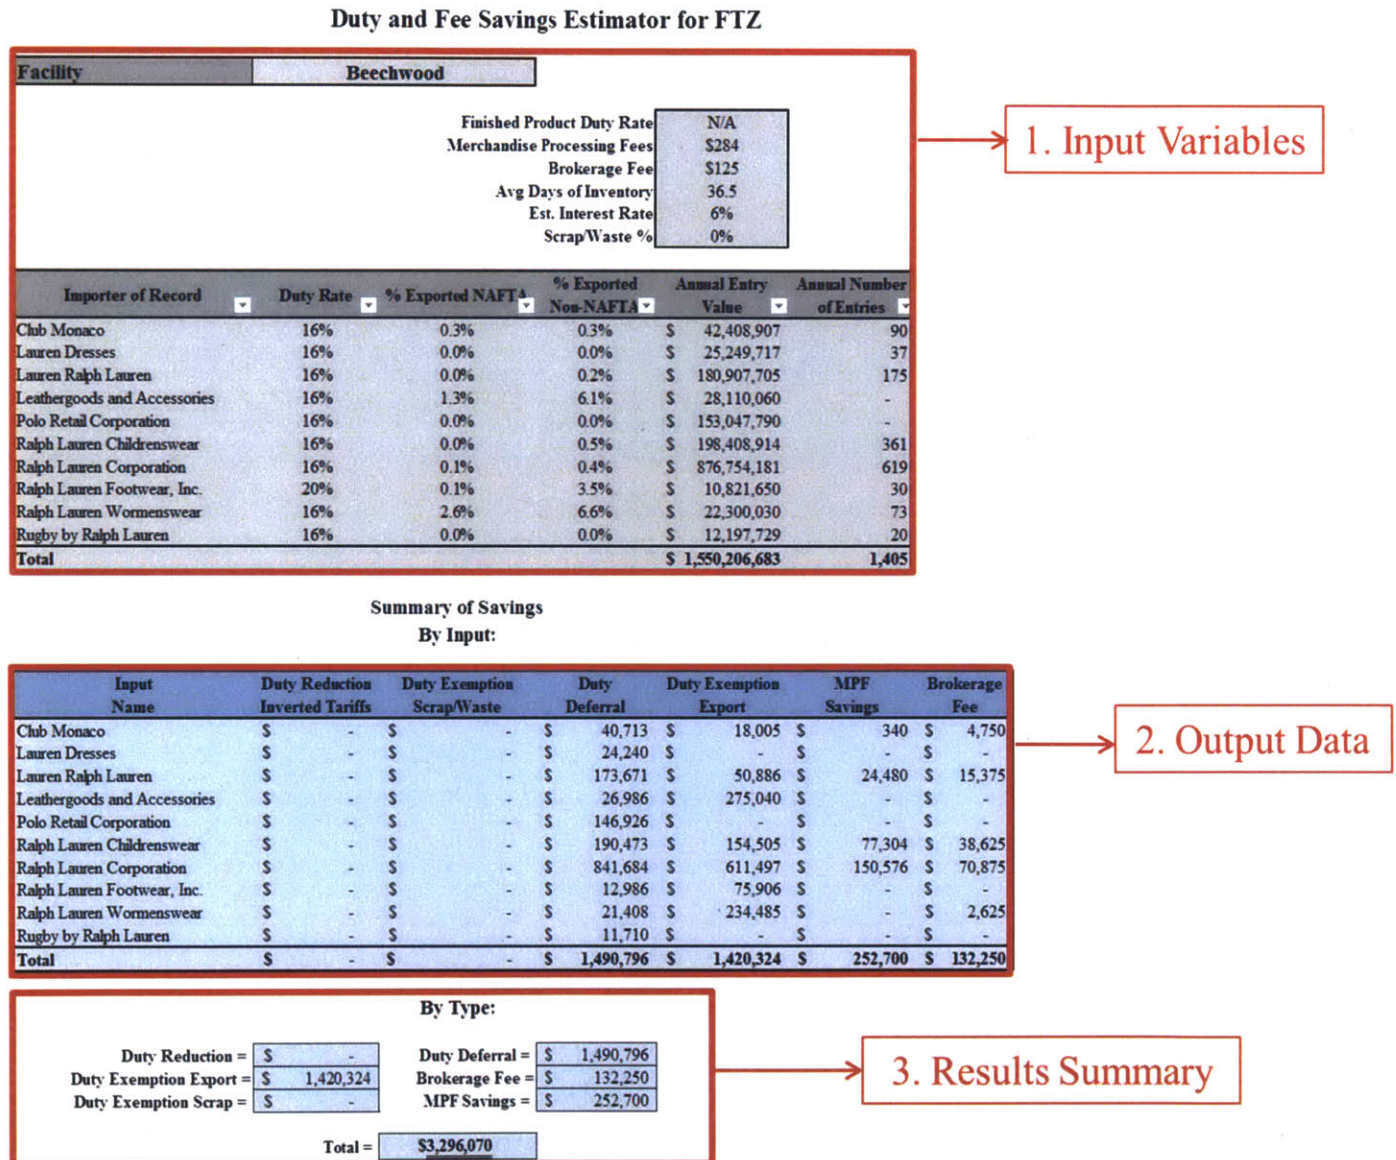 Duty and Fee Savings Estimator for FTZ
Facility Beechwood
Finished Product Duty Rate N/A
Merchandise Processing Fees $284
Brokerage Fee $125
Avg Days of Inventory 36.5
Est. Interest Rate 6%
Scrap/Waste % 0%
1. Input Variables
Importer of Record Duty Rate % Exported NAFTA % Exported Non-NAFTA Annual Entry Value Annual Number of Entries
Club Monaco 16% 0.3% 0.3% $ 42,408,907 90
Lauren Dresses 16% 0.0% 0.0% $ 25,249,717 37
Lauren Ralph Lauren 16% 0.0% 0.2% $ 180,907,705 175
Leathergoods and Accessories 16% 1.3% 6.1% $ 28,110,060 -
Polo Retail Corporation 16% 0.0% 0.0% $ 153,047,790 -
Ralph Lauren Childrenswear 16% 0.0% 0.5% $ 198,408,914 361
Ralph Lauren Corporation 16% 0.1% 0.4% $ 876,754,181 619
Ralph Lauren Footwear, Inc. 20% 0.1% 3.5% $ 10,821,650 30
Ralph Lauren Wormenswear 16% 2.6% 6.6% $ 22,300,030 73
Rugby by Ralph Lauren 16% 0.0% 0.0% $ 12,197,729 20
Total $ 1,550,206,683 1,405
Summary of Savings
By Input:
Input Name Duty Reduction Inverted Tariffs Duty Exemption Scrap/Waste Duty Deferral Duty Exemption Export MPF Savings Brokerage Fee
Club Monaco $ - $ - $ 40,713 $ 18,005 $ 340 $ 4,750
Lauren Dresses $ - $ - $ 24,240 $ - $ - $ -
Lauren Ralph Lauren $ - $ - $ 173,671 $ 50,886 $ 24,480 $ 15,375
Leathergoods and Accessories $ - $ - $ 26,986 $ 275,040 $ - $ -
Polo Retail Corporation $ - $ - $ 146,926 $ - $ - $ -
Ralph Lauren Childrenswear $ - $ - $ 190,473 $ 154,505 $ 77,304 $ 38,625
Ralph Lauren Corporation $ - $ - $ 841,684 $ 611,497 $ 150,576 $ 70,875
Ralph Lauren Footwear, Inc. $ - $ - $ 12,986 $ 75,906 $ - $ -
Ralph Lauren Wormenswear $ - $ - $ 21,408 $ 234,485 $ - $ 2,625
Rugby by Ralph Lauren $ - $ - $ 11,710 $ - $ - $ -
Total $ - $ - $ 1,490,796 $ 1,420,324 $ 252,700 $ 132,250
2. Output Data
By Type:
Duty Reduction = $ - Duty Deferral = $ 1,490,796
Duty Exemption Export = $ 1,420,324 Brokerage Fee = $ 132,250
Duty Exemption Scrap = $ - MPF Savings = $ 252,700
Total = $3,296,070
3. Results Summary